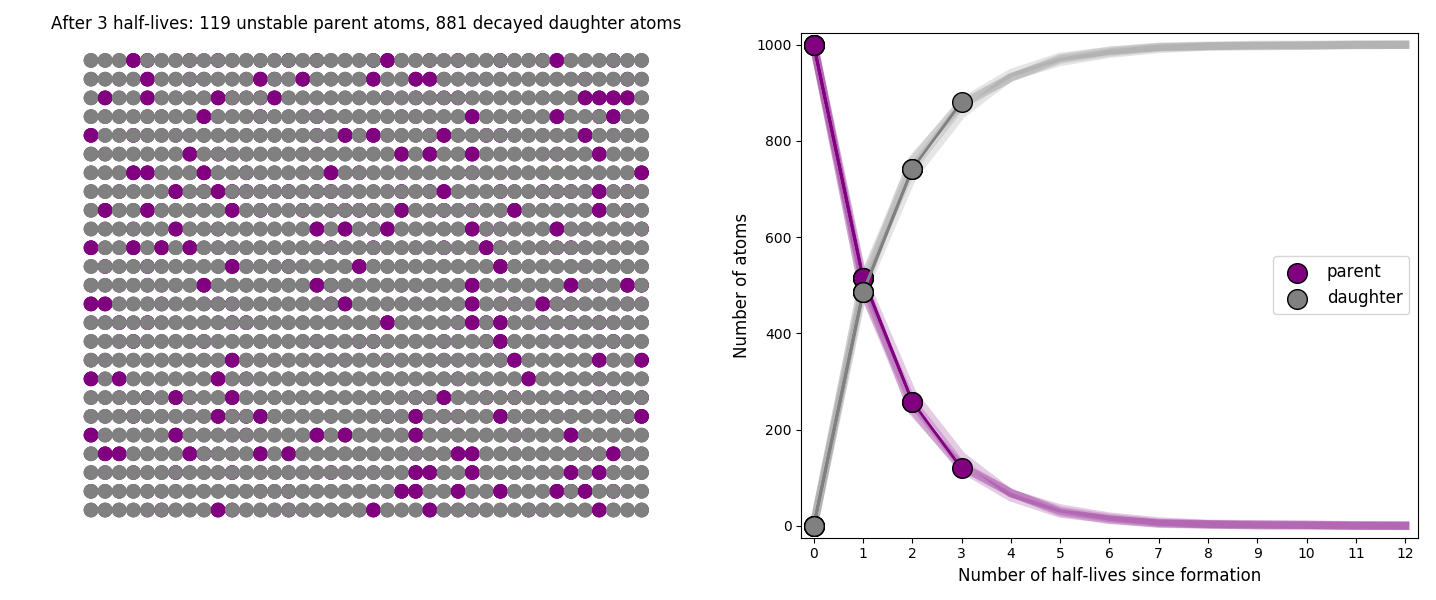 After 3 half-lives: 119 unstable parent atoms, 881 decayed daughter atoms
1000
800
600
400
200
0
Number of atoms
parent
daughter
0 1 2 3 4 5 6 7 8 9 10 11 12
Number of half-lives since formation